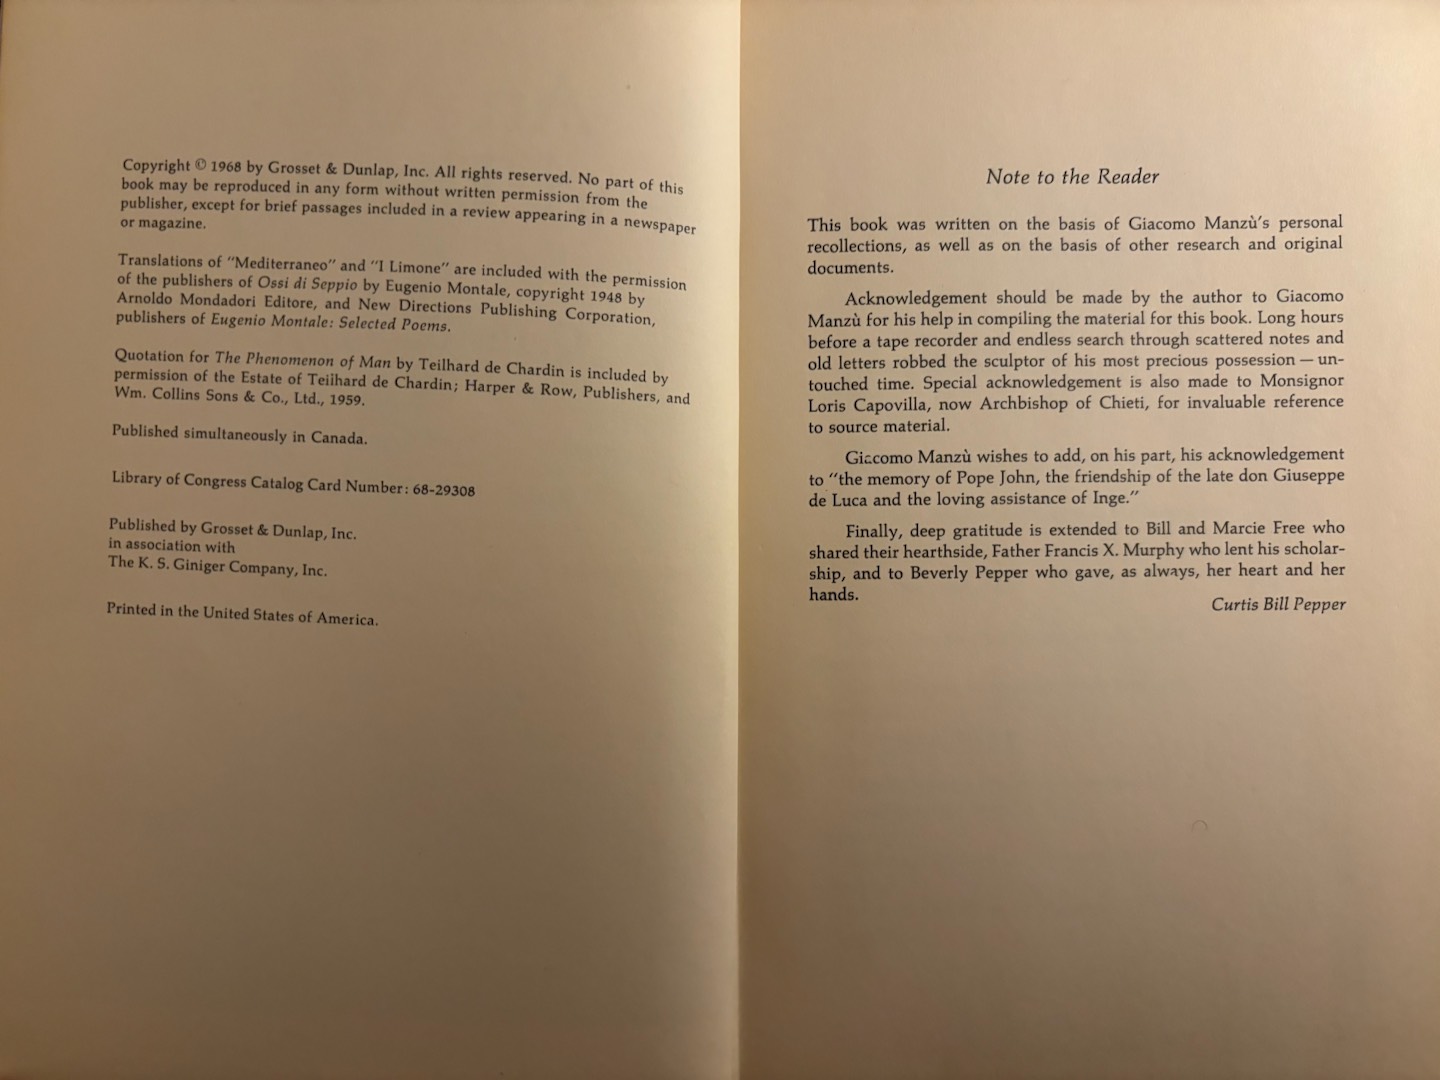 Copyright © 1968 by Grosset & Dunlap, Inc. All rights reserved. No part of this
book may be reproduced in any form without written permission from the
publisher, except for brief passages included in a review appearing in a newspaper
or magazine.
Translations of "Mediterraneo" and "I Limone" are included with the permission
of the publishers of Ossi di Seppio by Eugenio Montale, copyright 1948 by
Arnoldo Mondadori Editore, and New Directions Publishing Corporation,
publishers of Eugenio Montale: Selected Poems.
Quotation for The Phenomenon of Man by Teilhard de Chardin is included by
permission of the Estate of Teilhard de Chardin; Harper & Row, Publishers, and
Wm. Collins Sons & Co., Ltd., 1959.
Published simultaneously in Canada.
Library of Congress Catalog Card Number: 68-29308
Published by Grosset & Dunlap, Inc.
in association with
The K. S. Giniger Company, Inc.
Printed in the United States of America.
Note to the Reader
This book was written on the basis of Giacomo Manzù's personal
recollections, as well as on the basis of other research and original
documents.
Acknowledgement should be made by the author to Giacomo
Manzù for his help in compiling the material for this book. Long hours
before a tape recorder and endless search through scattered notes and
old letters robbed the sculptor of his most precious possession — un-
touched time. Special acknowledgement is also made to Monsignor
Loris Capovilla, now Archbishop of Chieti, for invaluable reference
to source material.
Giacomo Manzù wishes to add, on his part, his acknowledgement
to "the memory of Pope John, the friendship of the late don Giuseppe
de Luca and the loving assistance of Inge."
Finally, deep gratitude is extended to Bill and Marcie Free who
shared their hearthside, Father Francis X. Murphy who lent his scholar-
ship, and to Beverly Pepper who gave, as always, her heart and her
hands.
Curtis Bill Pepper